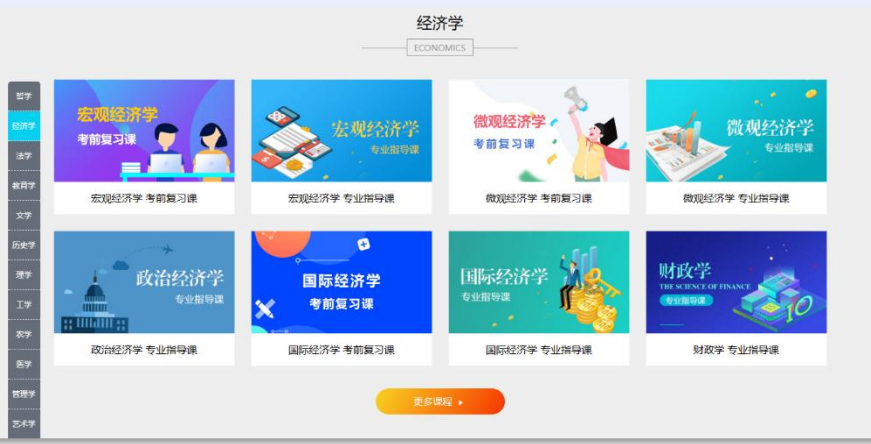 经济学
ECONOMICS
哲学
经济学
法学
教育学
文学
历史学
理学
工学
农学
医学
管理学
艺术学
宏观经济学
考前复习课
宏观经济学 考前复习课
宏观经济学
专业指导课
宏观经济学 专业指导课
微观经济学
考前复习课
微观经济学 考前复习课
微观经济学
专业指导课
微观经济学 专业指导课
政治经济学
专业指导课
政治经济学 专业指导课
国际经济学
考前复习课
国际经济学 考前复习课
国际经济学
专业指导课
国际经济学 专业指导课
财政学
THE SCIENCE OF FINANCE
专业指导课
财政学 专业指导课
更多课程